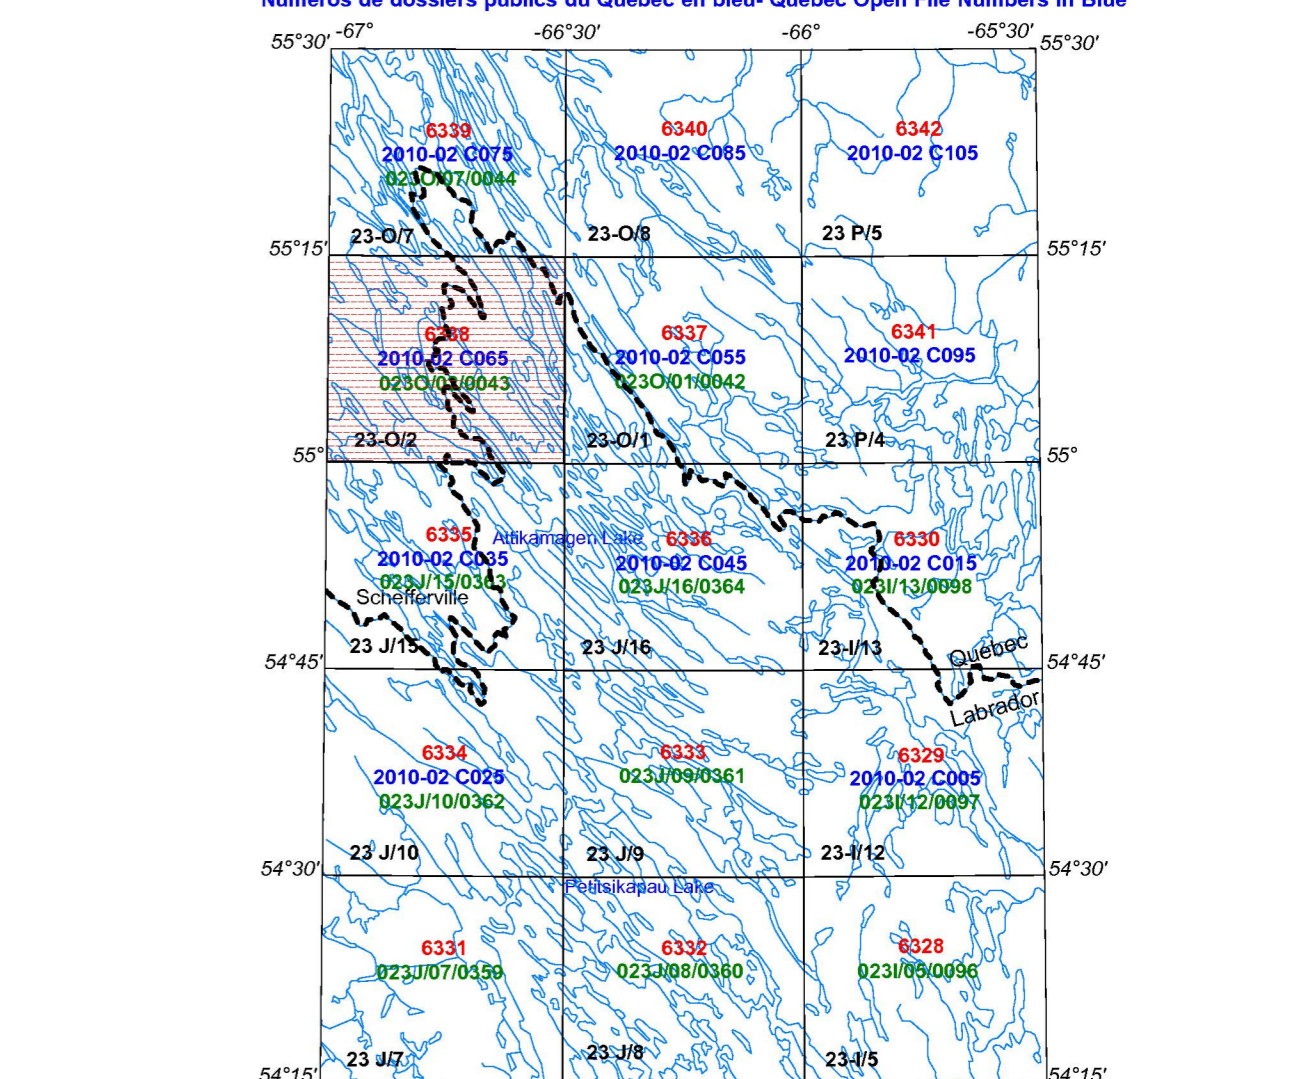 Numéros de dossiers publics du Québec en bleu- Québec Open File Numbers in Blue
-67° -66°30' -66° -65°30'
55°30' 55°30'
6339 6340 6342
2010-02 C075 2010-02 C085 2010-02 C105
023O/07/0044
23-O/7 23-O/8 23 P/5
55°15' 55°15'
6338 6337 6341
2010-02 C065 2010-02 C055 2010-02 C095
023O/02/0043 023O/01/0042
23-O/2 23-O/1 23 P/4
55° 55°
6335 Attikamagen Lake 6336 6330
2010-02 C035 2010-02 C045 2010-02 C015
023J/15/0363 023J/16/0364 023I/13/0098
Schefferville
23 J/15 23 J/16 23-I/13 Québec
54°45' 54°45'
Labrador
6334 6333 6329
2010-02 C025 023J/09/0361 2010-02 C005
023J/10/0362 023I/12/0097
23 J/10 23 J/9 23-I/12
54°30' 54°30'
Petitsikapau Lake
6331 6332 6328
023J/07/0359 023J/08/0360 023I/05/0096
23 J/7 23 J/8 23-I/5
54°15' 54°15'